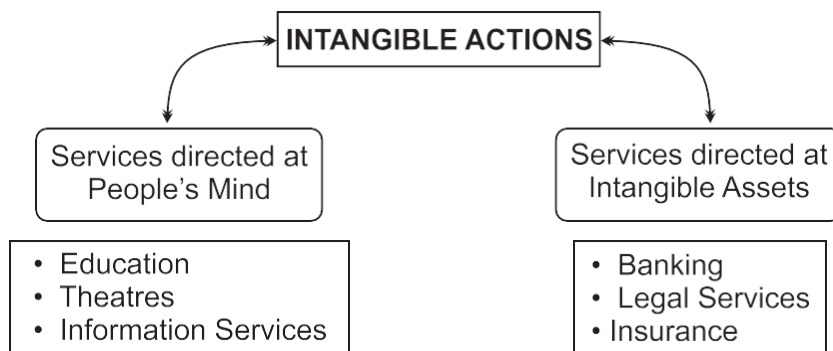 INTANGIBLE ACTIONS
Services directed at
People’s Mind
Services directed at
Intangible Assets
• Education
• Theatres
• Information Services
• Banking
• Legal Services
• Insurance